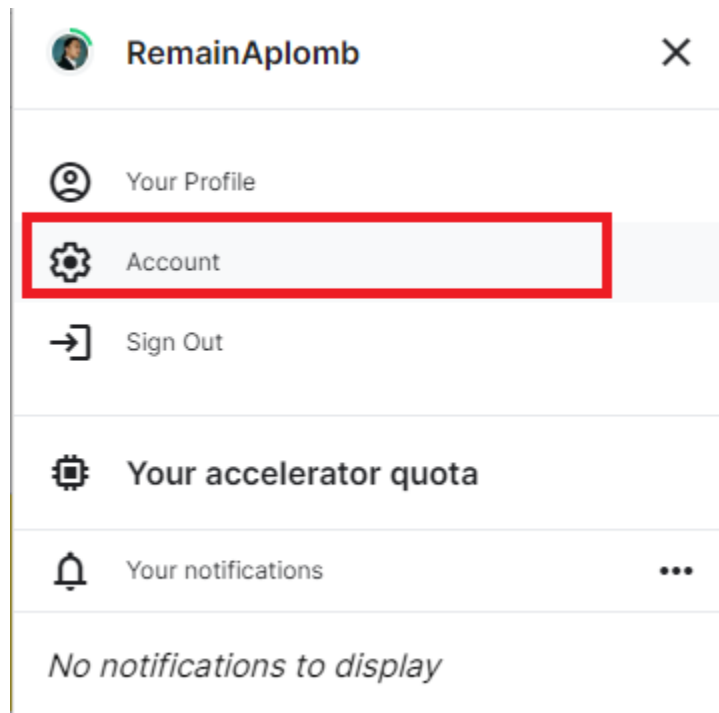 RemainAplomb
Your Profile
Account
Sign Out
Your accelerator quota
Your notifications
No notifications to display